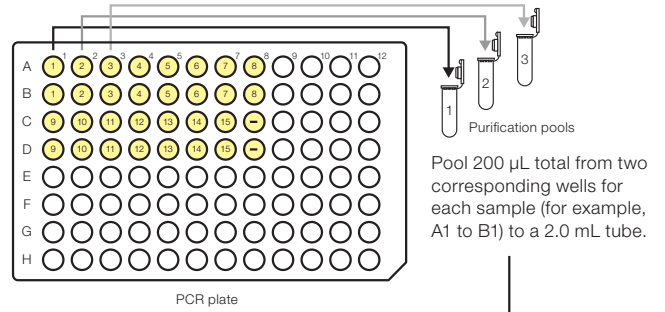 1 2 3 4 5 6 7 8 9 10 11 12
A 1 2 3 4 5 6 7 8
B 1 2 3 4 5 6 7 8
C 9 10 11 12 13 14 15 –
D 9 10 11 12 13 14 15 –
E
F
G
H
PCR plate
1
2
3
Purification pools
Pool 200 µL total from two
corresponding wells for
each sample (for example,
A1 to B1) to a 2.0 mL tube.